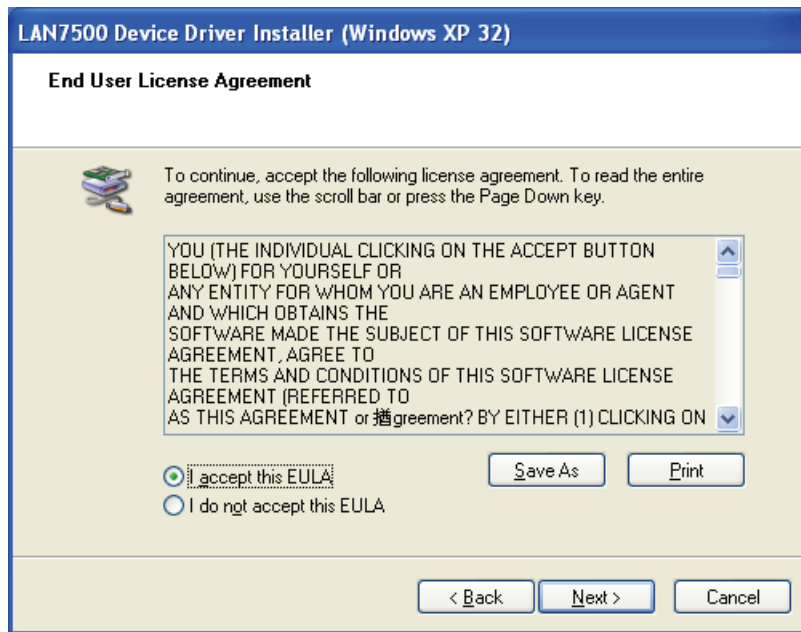 LAN7500 Device Driver Installer (Windows XP 32)
End User License Agreement
To continue, accept the following license agreement. To read the entire
agreement, use the scroll bar or press the Page Down key.
YOU (THE INDIVIDUAL CLICKING ON THE ACCEPT BUTTON
BELOW) FOR YOURSELF OR
ANY ENTITY FOR WHOM YOU ARE AN EMPLOYEE OR AGENT
AND WHICH OBTAINS THE
SOFTWARE MADE THE SUBJECT OF THIS SOFTWARE LICENSE
AGREEMENT, AGREE TO
THE TERMS AND CONDITIONS OF THIS SOFTWARE LICENSE
AGREEMENT (REFERRED TO
AS THIS AGREEMENT or 揂greement? BY EITHER (1) CLICKING ON
I accept this EULA
Save As
Print
I do not accept this EULA
< Back
Next >
Cancel